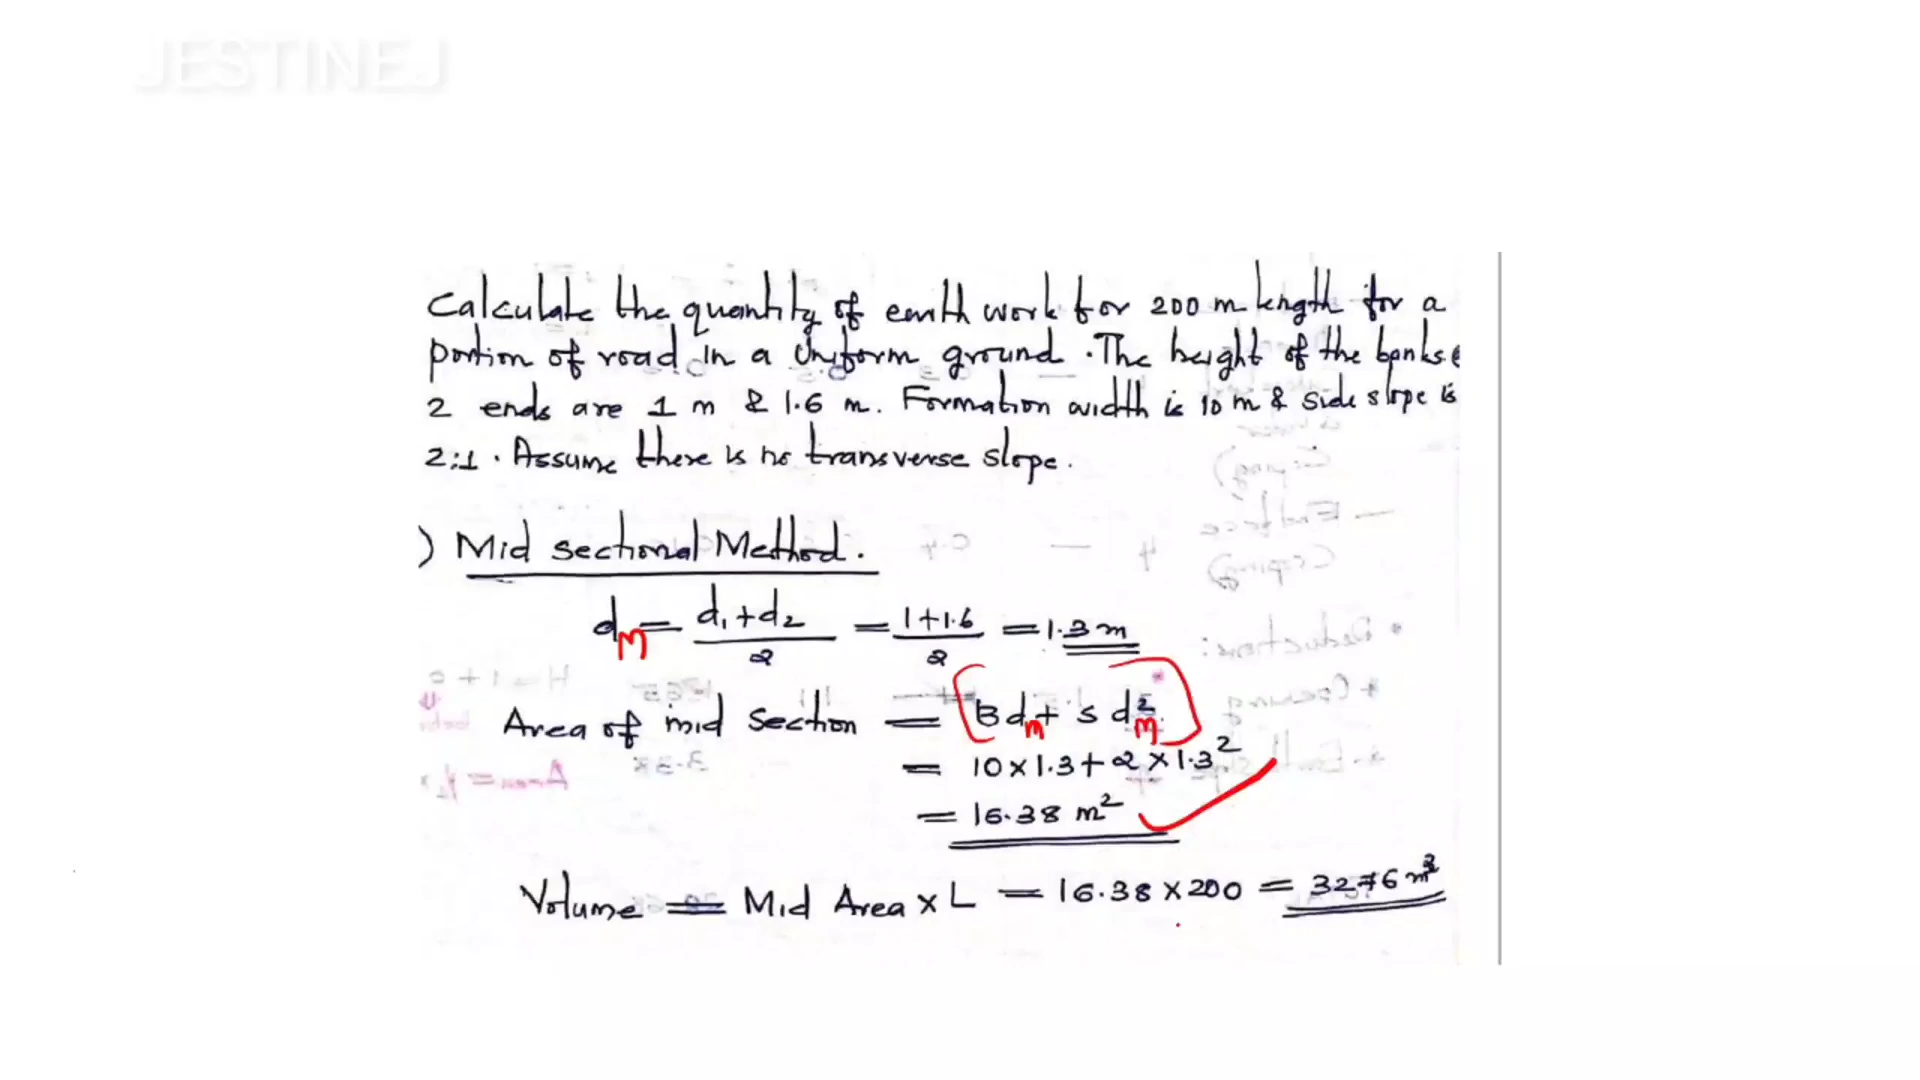 JESTINEJ
Calculate the quantity of earth work for 200 m length for a
portion of road in a Uniform ground. The height of the banks @
2 ends are 1 m & 1.6 m. Formation width is 10 m & side slope is
2:1. Assume there is no transverse slope.
) Mid sectional Method.
dm = d1+d2/2 = 1+1.6/2 = 1.3 m
Area of mid section = (Bdm + s dm²)
= 10 × 1.3 + 2 × 1.3²
= 16.38 m²
Volume = Mid Area × L = 16.38 × 200 = 3276 m³